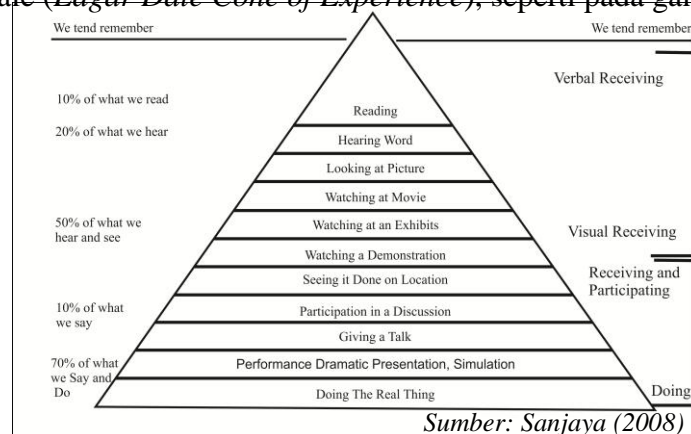 ale (Edgar Dale Cone of Experience), seperti pada gam
We tend remember
We tend remember
Verbal Receiving
10% of what we read
Reading
20% of what we hear
Hearing Word
Looking at Picture
Watching at Movie
50% of what we
hear and see
Watching at an Exhibits
Visual Receiving
Watching a Demonstration
Seeing it Done on Location
Receiving and
Participating
10% of what
we say
Participation in a Discussion
Giving a Talk
70% of what
we Say and
Do
Performance Dramatic Presentation, Simulation
Doing The Real Thing
Doing
Sumber: Sanjaya (2008)